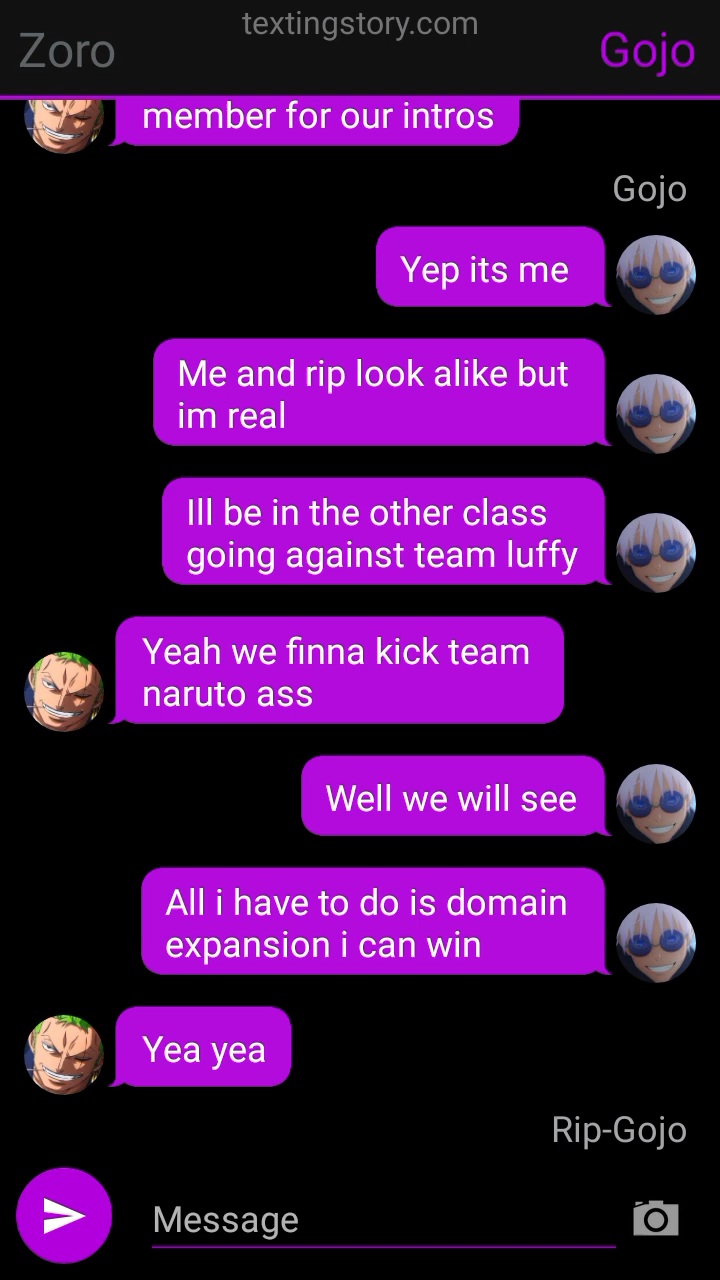 textingstory.com
Zoro
Gojo
member for our intros
Gojo
Yep its me
Me and rip look alike but
im real
Ill be in the other class
going against team luffy
Yeah we finna kick team
naruto ass
Well we will see
All i have to do is domain
expansion i can win
Yea yea
Rip-Gojo
Message